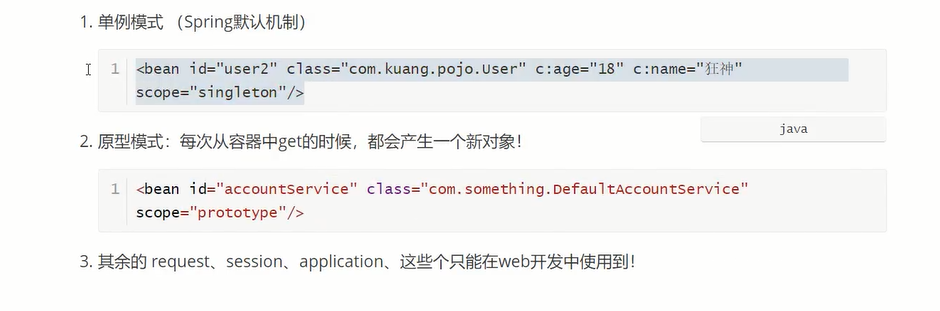 1. 单例模式 （Spring默认机制）
1 <bean id="user2" class="com.kuang.pojo.User" c:age="18" c:name="狂神"
scope="singleton"/>
java
2. 原型模式：每次从容器中get的时候，都会产生一个新对象！
1 <bean id="accountService" class="com.something.DefaultAccountService"
scope="prototype"/>
3. 其余的 request、session、application、这些个只能在web开发中使用到！